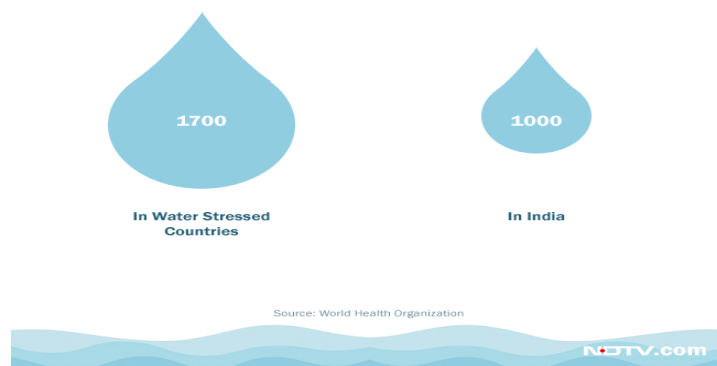 1700
1000
In Water Stressed
Countries
In India
Source: World Health Organization
NDTV.com